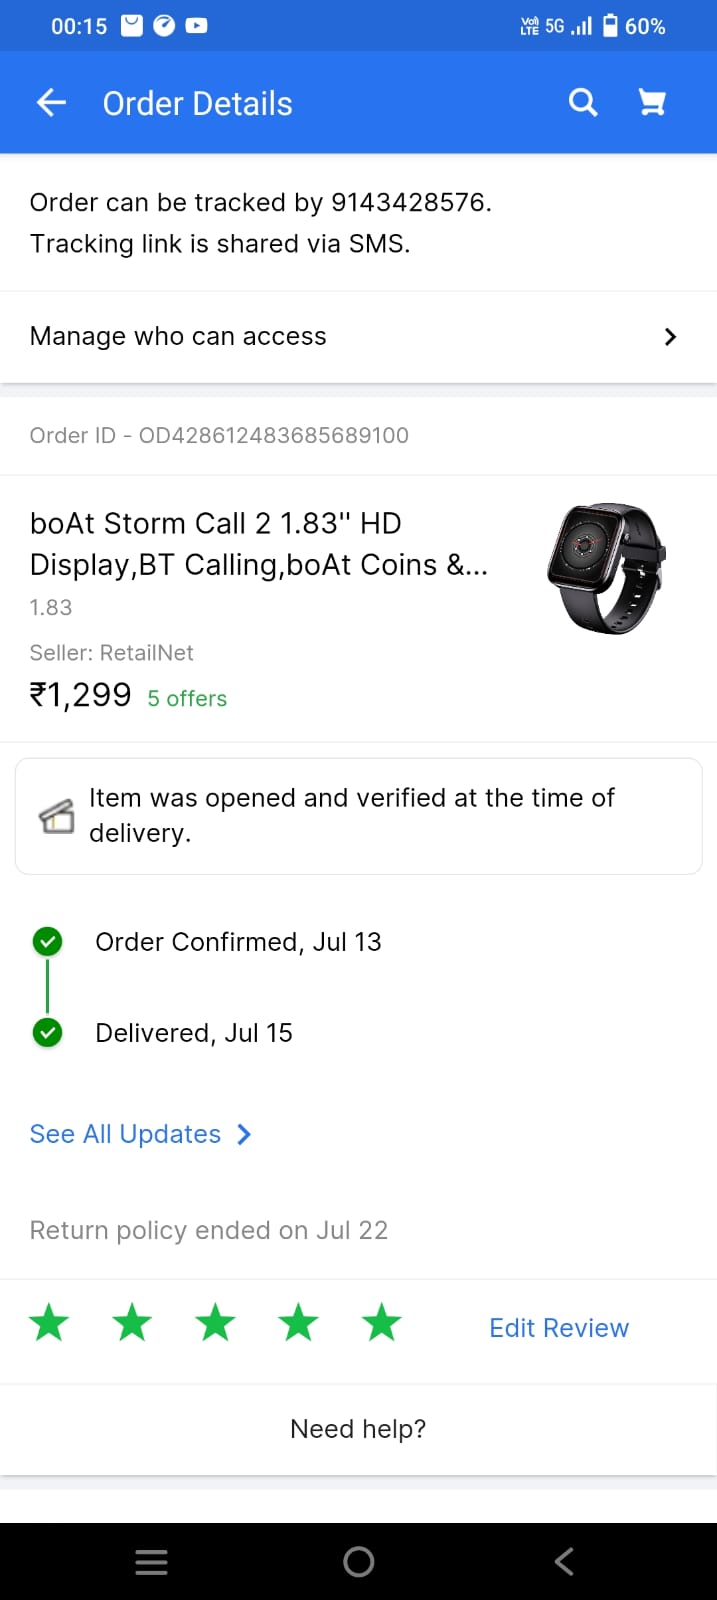 00:15
Vo) LTE 5G 60%
Order Details
Order can be tracked by 9143428576.
Tracking link is shared via SMS.
Manage who can access
Order ID - OD428612483685689100
boAt Storm Call 2 1.83" HD
Display,BT Calling,boAt Coins &...
1.83
Seller: RetailNet
₹1,299 5 offers
Item was opened and verified at the time of
delivery.
Order Confirmed, Jul 13
Delivered, Jul 15
See All Updates
Return policy ended on Jul 22
Edit Review
Need help?